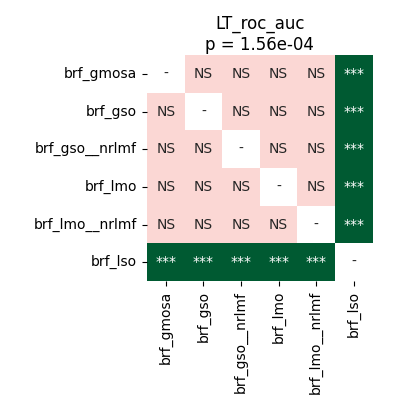 LT_roc_auc
p = 1.56e-04
brf_gmosa - NS NS NS NS ***
brf_gso NS - NS NS NS ***
brf_gso__nrlmf NS NS - NS NS ***
brf_lmo NS NS NS - NS ***
brf_lmo__nrlmf NS NS NS NS - ***
brf_lso *** *** *** *** *** -
brf_gmosa
brf_gso
brf_gso__nrlmf
brf_lmo
brf_lmo__nrlmf
brf_lso